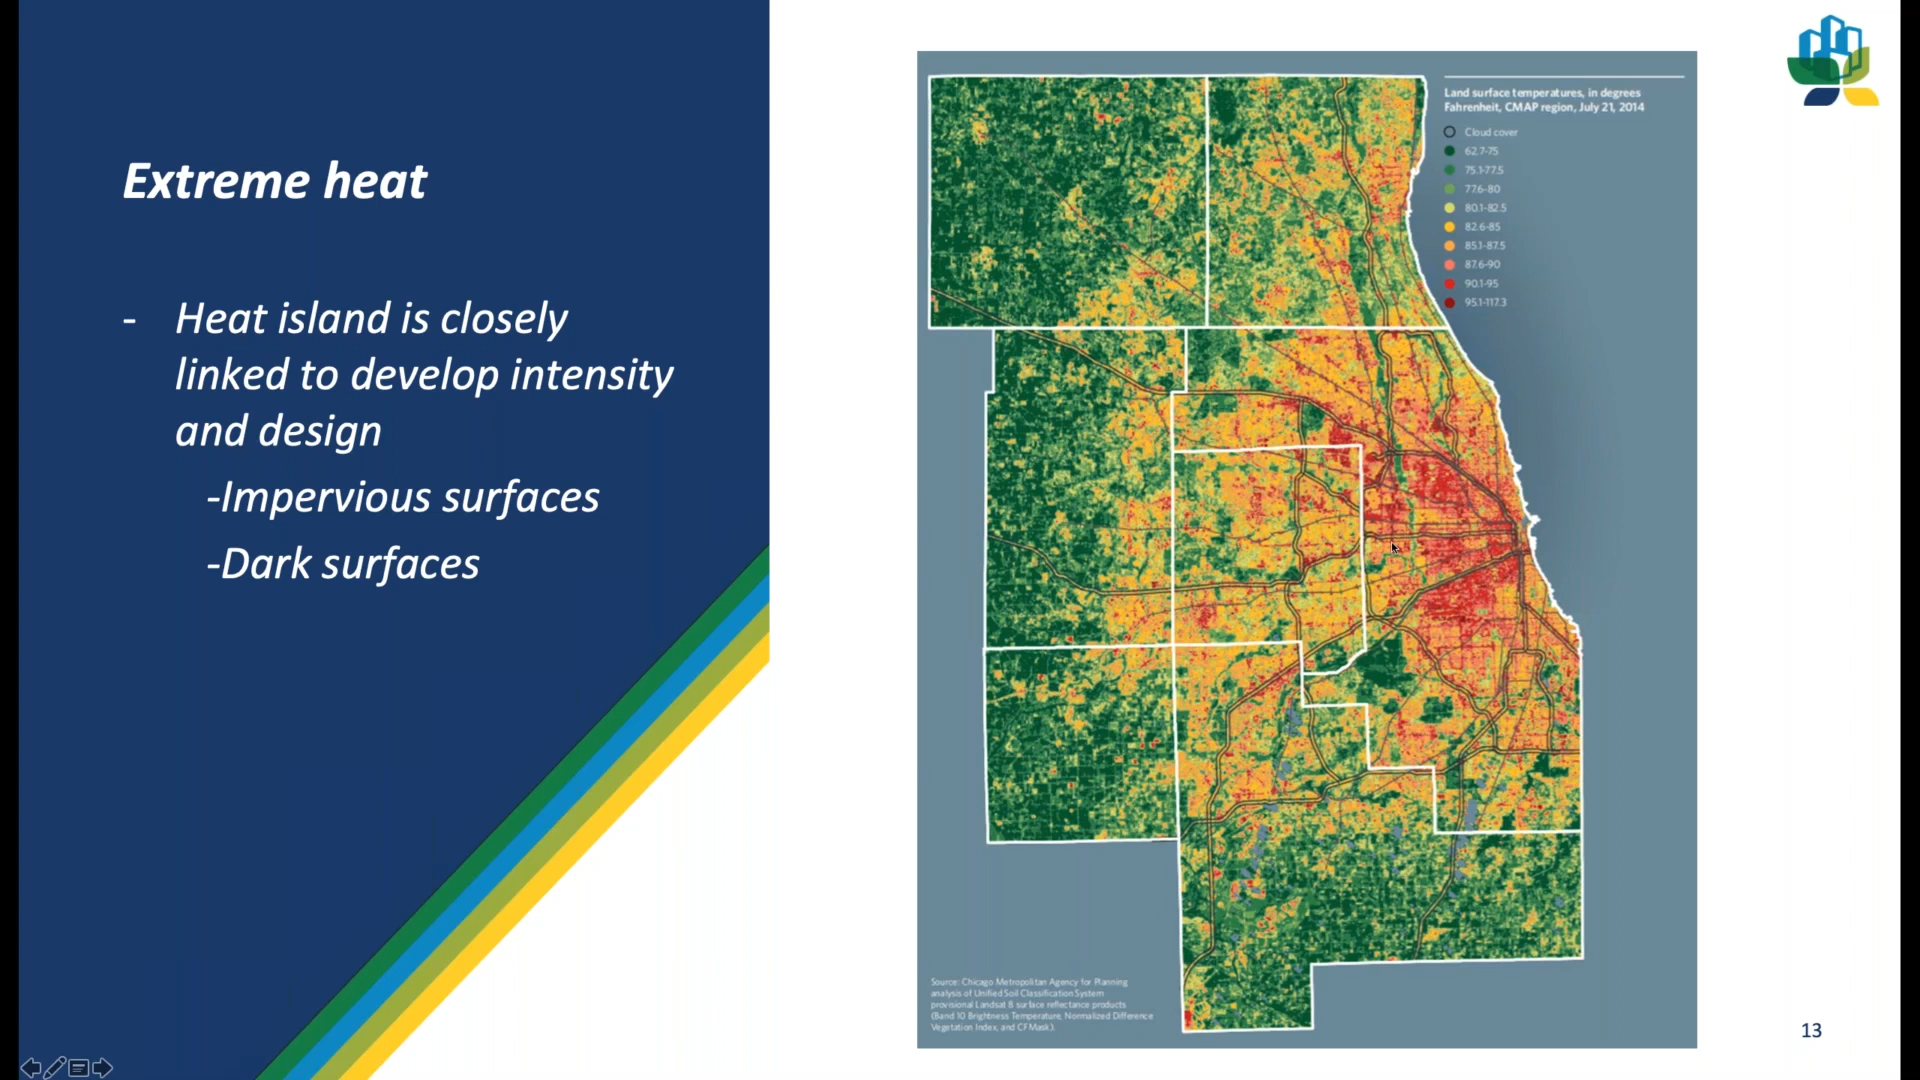 Extreme heat
- Heat island is closely
linked to develop intensity
and design
-Impervious surfaces
-Dark surfaces
Land surface temperatures, in degrees
Fahrenheit, CMAP region, July 21, 2014
Cloud cover
62.7-75
75.1-77.5
77.6-80
80.1-82.5
82.6-85
85.1-87.5
87.6-90
90.1-95
95.1-117.3
Source: Chicago Metropolitan Agency for Planning
analysis of Unified Soil Classification System
provisional Landsat 8 surface reflectance products
(Band 10 Brightness Temperature, Normalized Difference
Vegetation Index, and CFMask).
13